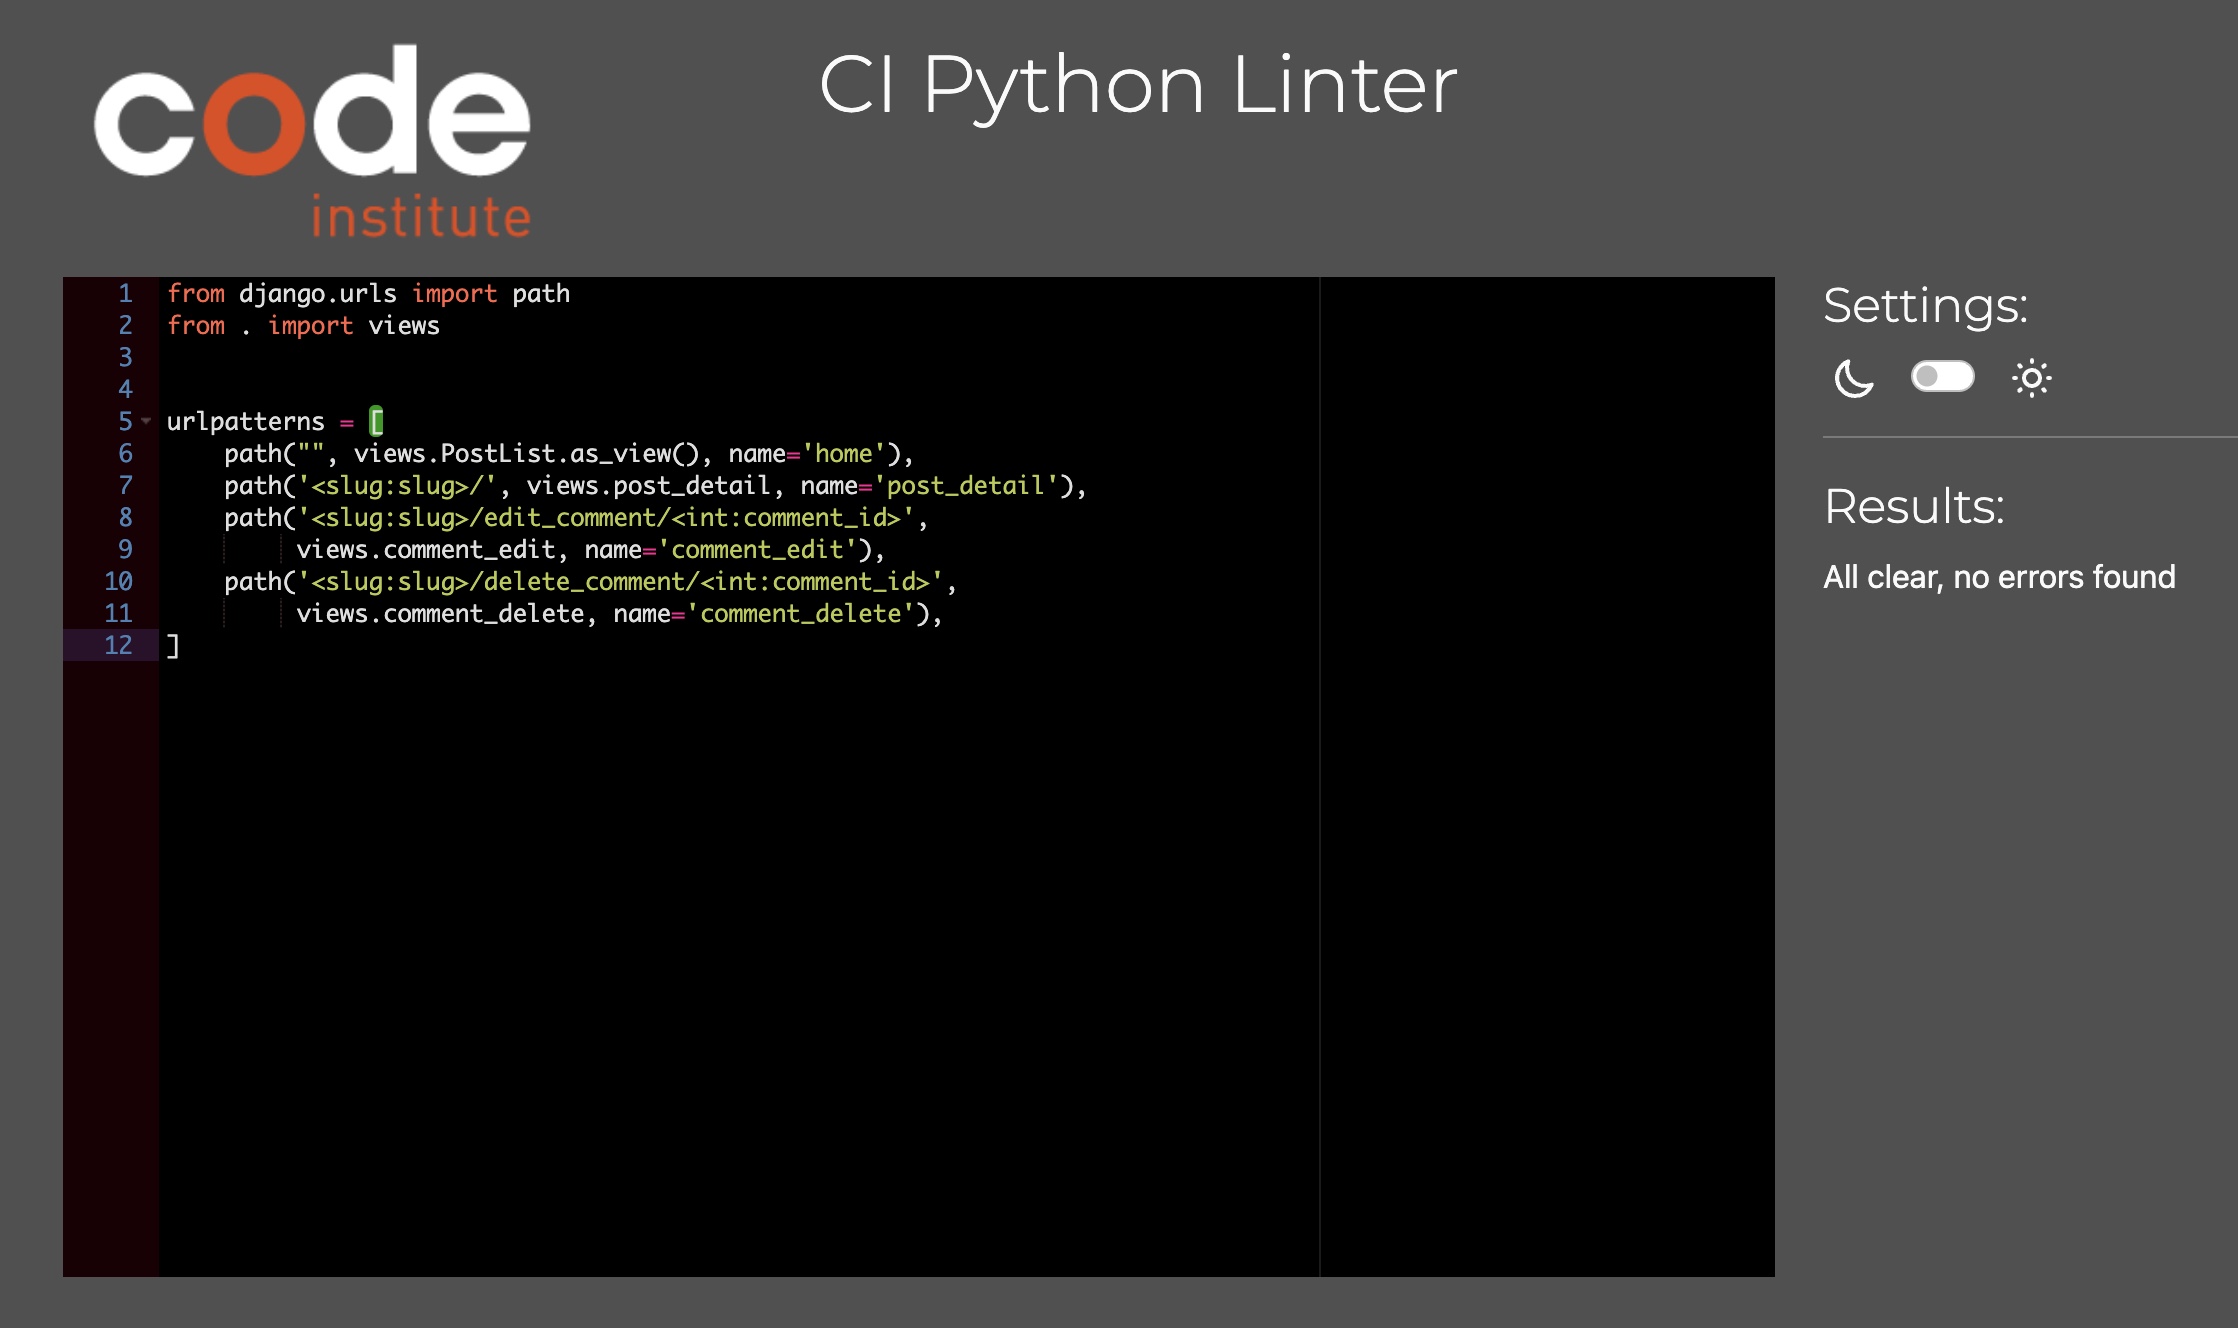 code
institute
CI Python Linter
1 from django.urls import path
2 from . import views
3
4
5 urlpatterns = [
6     path("", views.PostList.as_view(), name='home'),
7     path('<slug:slug>/', views.post_detail, name='post_detail'),
8     path('<slug:slug>/edit_comment/<int:comment_id>',
9          views.comment_edit, name='comment_edit'),
10     path('<slug:slug>/delete_comment/<int:comment_id>',
11          views.comment_delete, name='comment_delete'),
12 ]
Settings:
Results:
All clear, no errors found